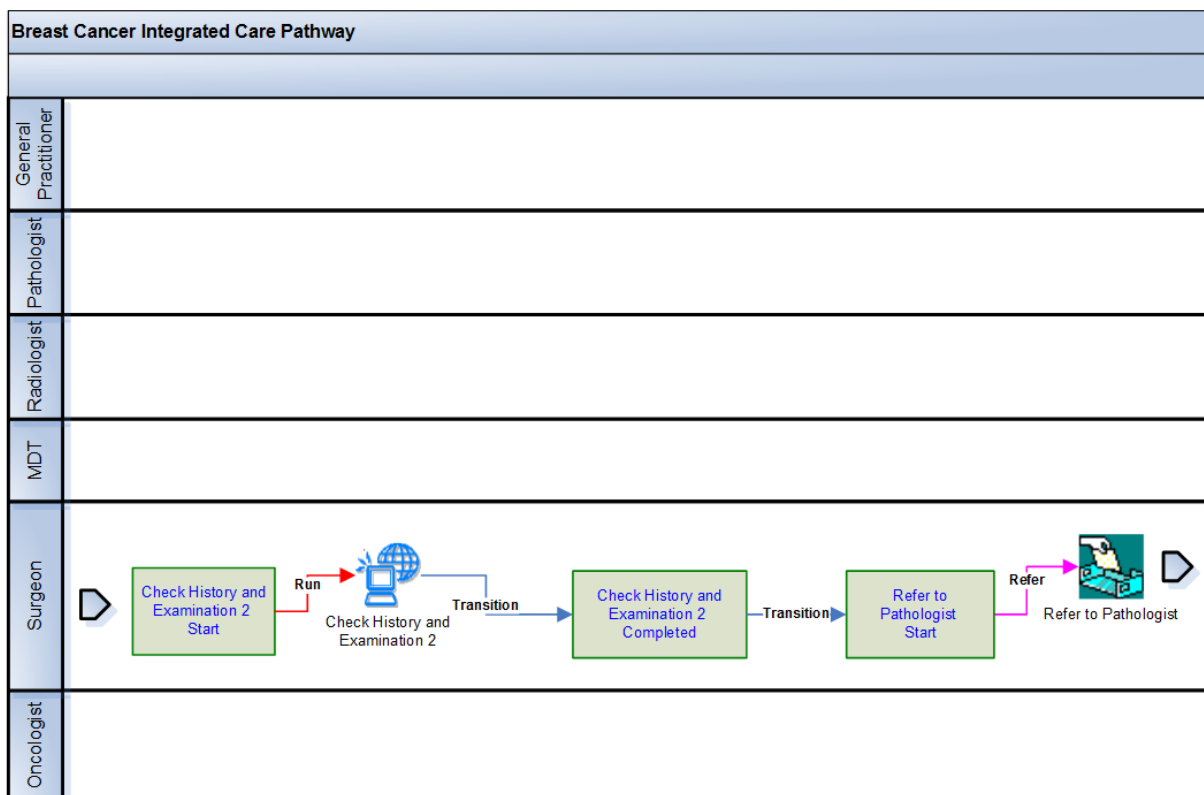 Breast Cancer Integrated Care Pathway
General
Practitioner
Pathologist
Radiologist
MDT
Surgeon
Check History and
Examination 2
Start
Run
Check History and
Examination 2
Transition
Check History and
Examination 2
Completed
Transition
Refer to
Pathologist
Start
Refer
Refer to Pathologist
Oncologist